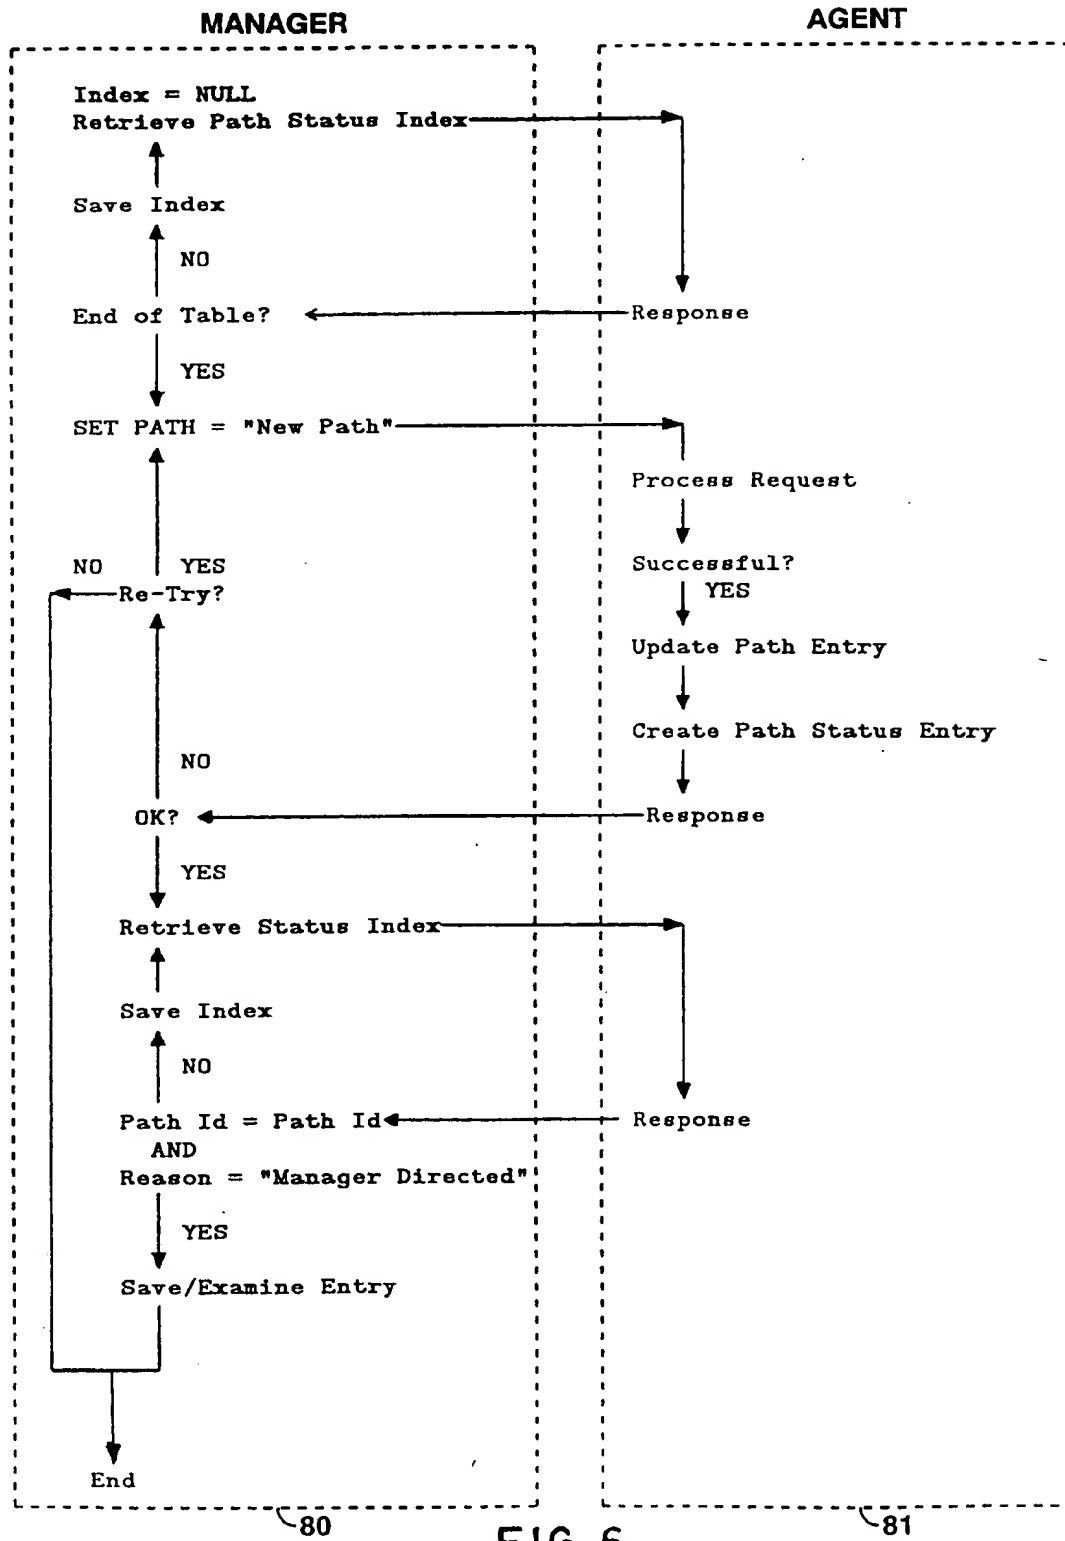 MANAGER
AGENT
Index = NULL
Retrieve Path Status Index
Save Index
NO
End of Table?
Response
YES
SET PATH = "New Path"
Process Request
NO YES
Successful?
Re-Try?
YES
Update Path Entry
Create Path Status Entry
NO
OK?
Response
YES
Retrieve Status Index
Save Index
NO
Path Id = Path Id
Response
AND
Reason = "Manager Directed"
YES
Save/Examine Entry
End
80
FIG 6
81